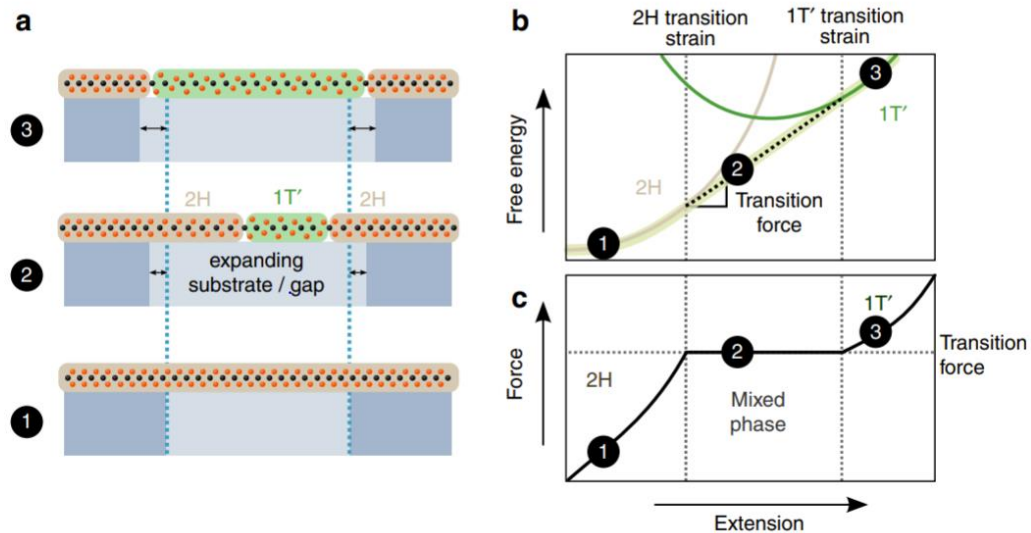 a
3
2H
1T′
2H
2
expanding
substrate / gap
1
b
2H transition
strain
1T′ transition
strain
Free energy
3
1T′
2
2H
Transition
force
1
c
Force
1T′
3
2
Transition
force
2H
Mixed
phase
1
Extension